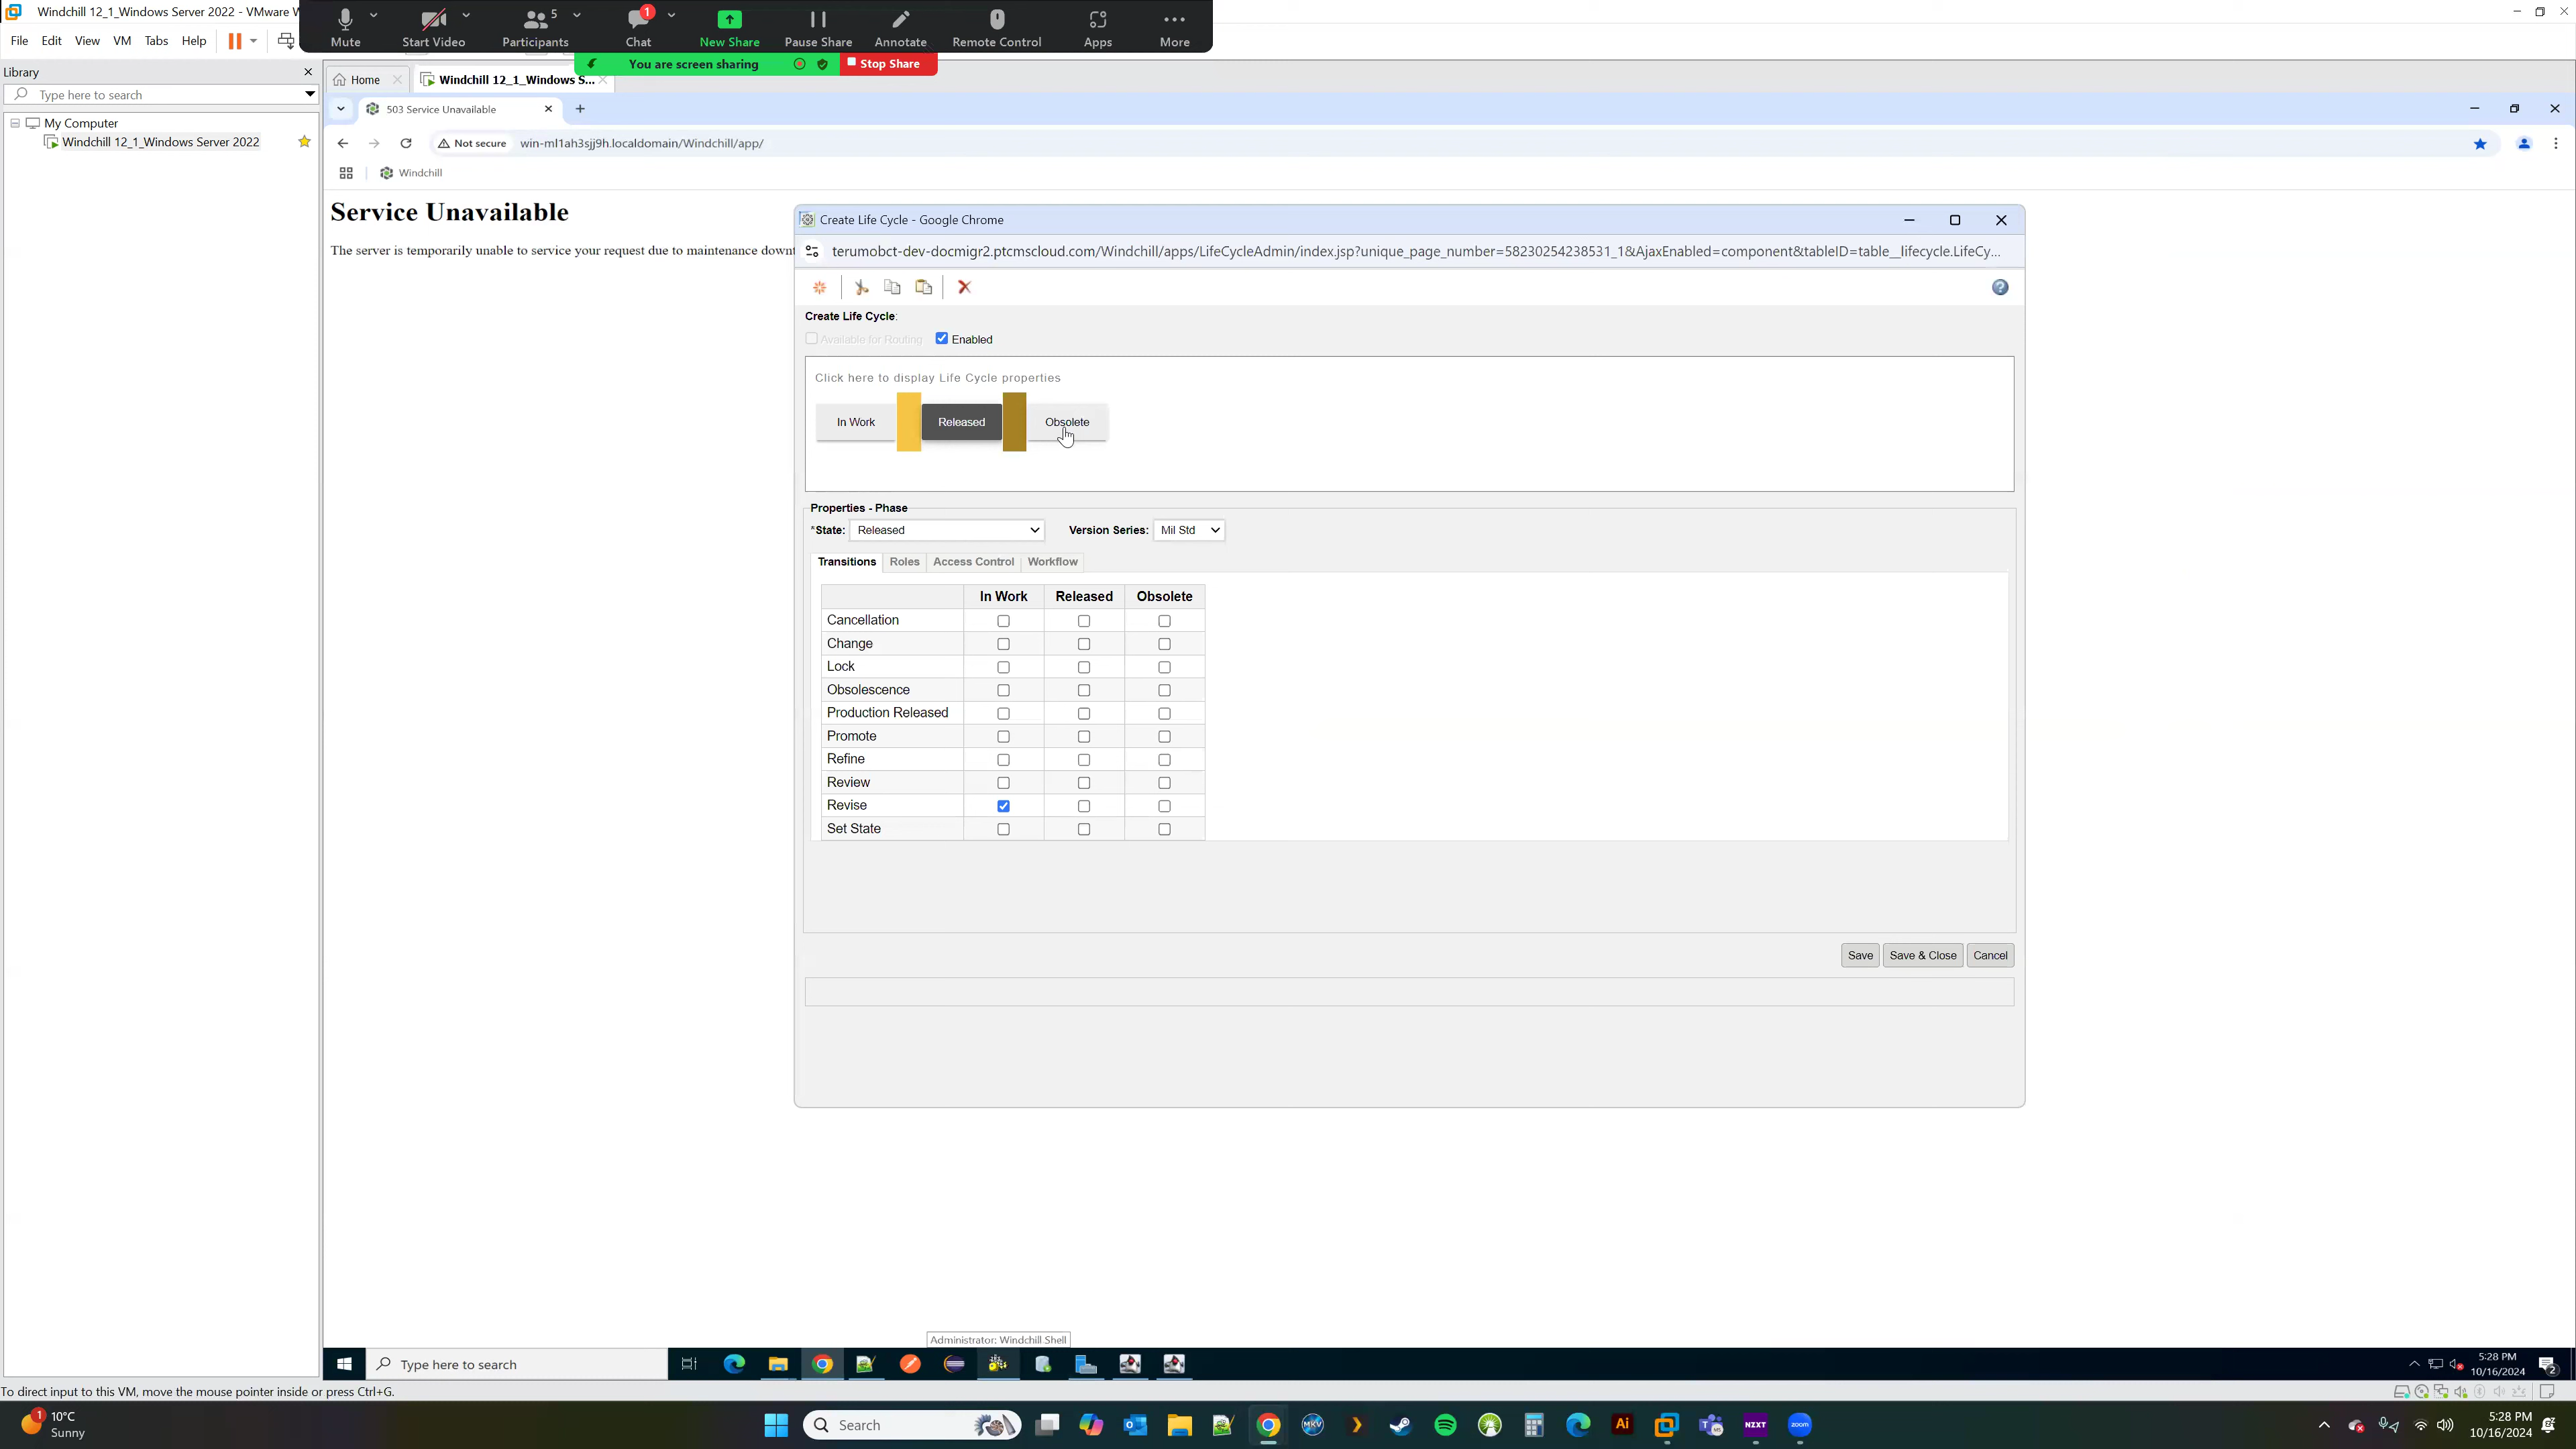 Windchill 12_1_Windows Server 2022 - VMware W
Mute
Start Video
5
Participants
1
Chat
New Share
Pause Share
Annotate
Remote Control
Apps
More
You are screen sharing
Stop Share
File Edit View VM Tabs Help
Library
Type here to search
My Computer
Windchill 12_1_Windows Server 2022
Home
Windchill 12_1_Windows S...
503 Service Unavailable
Not secure
win-ml1ah3sjj9h.localdomain/Windchill/app/
Windchill
Service Unavailable
The server is temporarily unable to service your request due to maintenance downt
Create Life Cycle - Google Chrome
terumobct-dev-docmigr2.ptcmscloud.com/Windchill/apps/LifeCycleAdmin/index.jsp?unique_page_number=58230254238531_1&AjaxEnabled=component&tableID=table__lifecycle.LifeCy...
Create Life Cycle:
Available for Routing
Enabled
Click here to display Life Cycle properties
In Work
Released
Obsolete
Properties - Phase
*State: Released
Version Series: Mil Std
Transitions Roles Access Control Workflow
In Work Released Obsolete
Cancellation
Change
Lock
Obsolescence
Production Released
Promote
Refine
Review
Revise
Set State
Save
Save & Close
Cancel
Administrator: Windchill Shell
Type here to search
5:28 PM
10/16/2024
2
To direct input to this VM, move the mouse pointer inside or press Ctrl+G.
1
10°C
Sunny
Search
MKV
Ai
NZXT
zoom
5:28 PM
10/16/2024